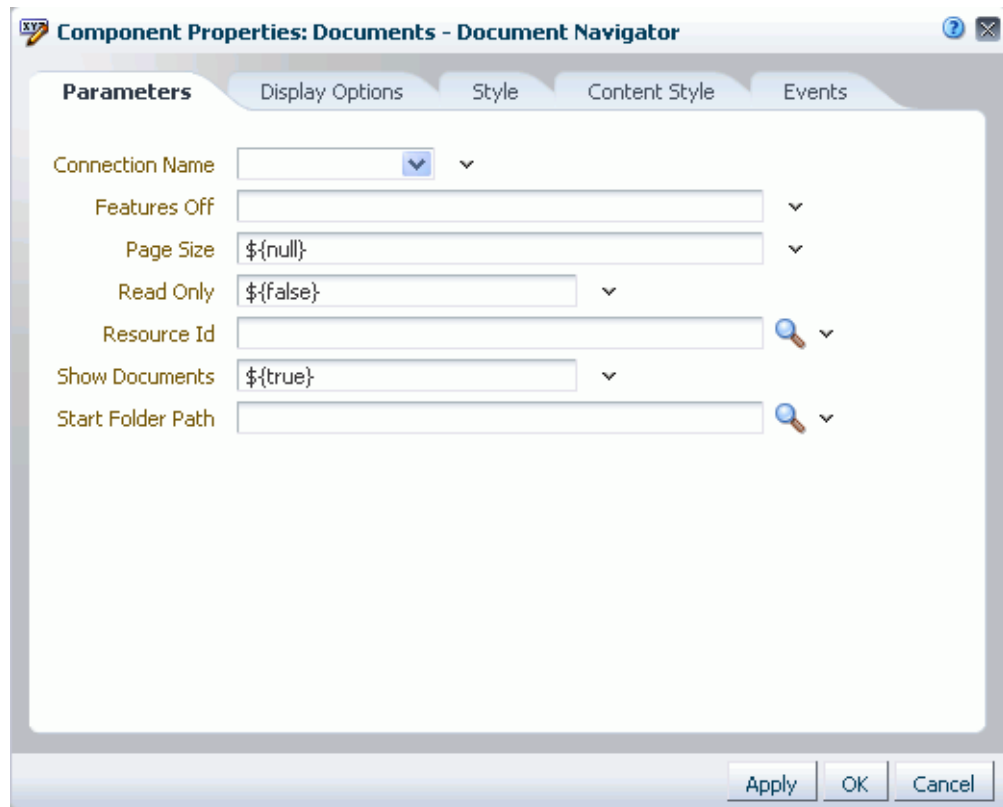 Component Properties: Documents - Document Navigator
Parameters Display Options Style Content Style Events
Connection Name
Features Off
Page Size ${null}
Read Only ${false}
Resource Id
Show Documents ${true}
Start Folder Path
Apply OK Cancel